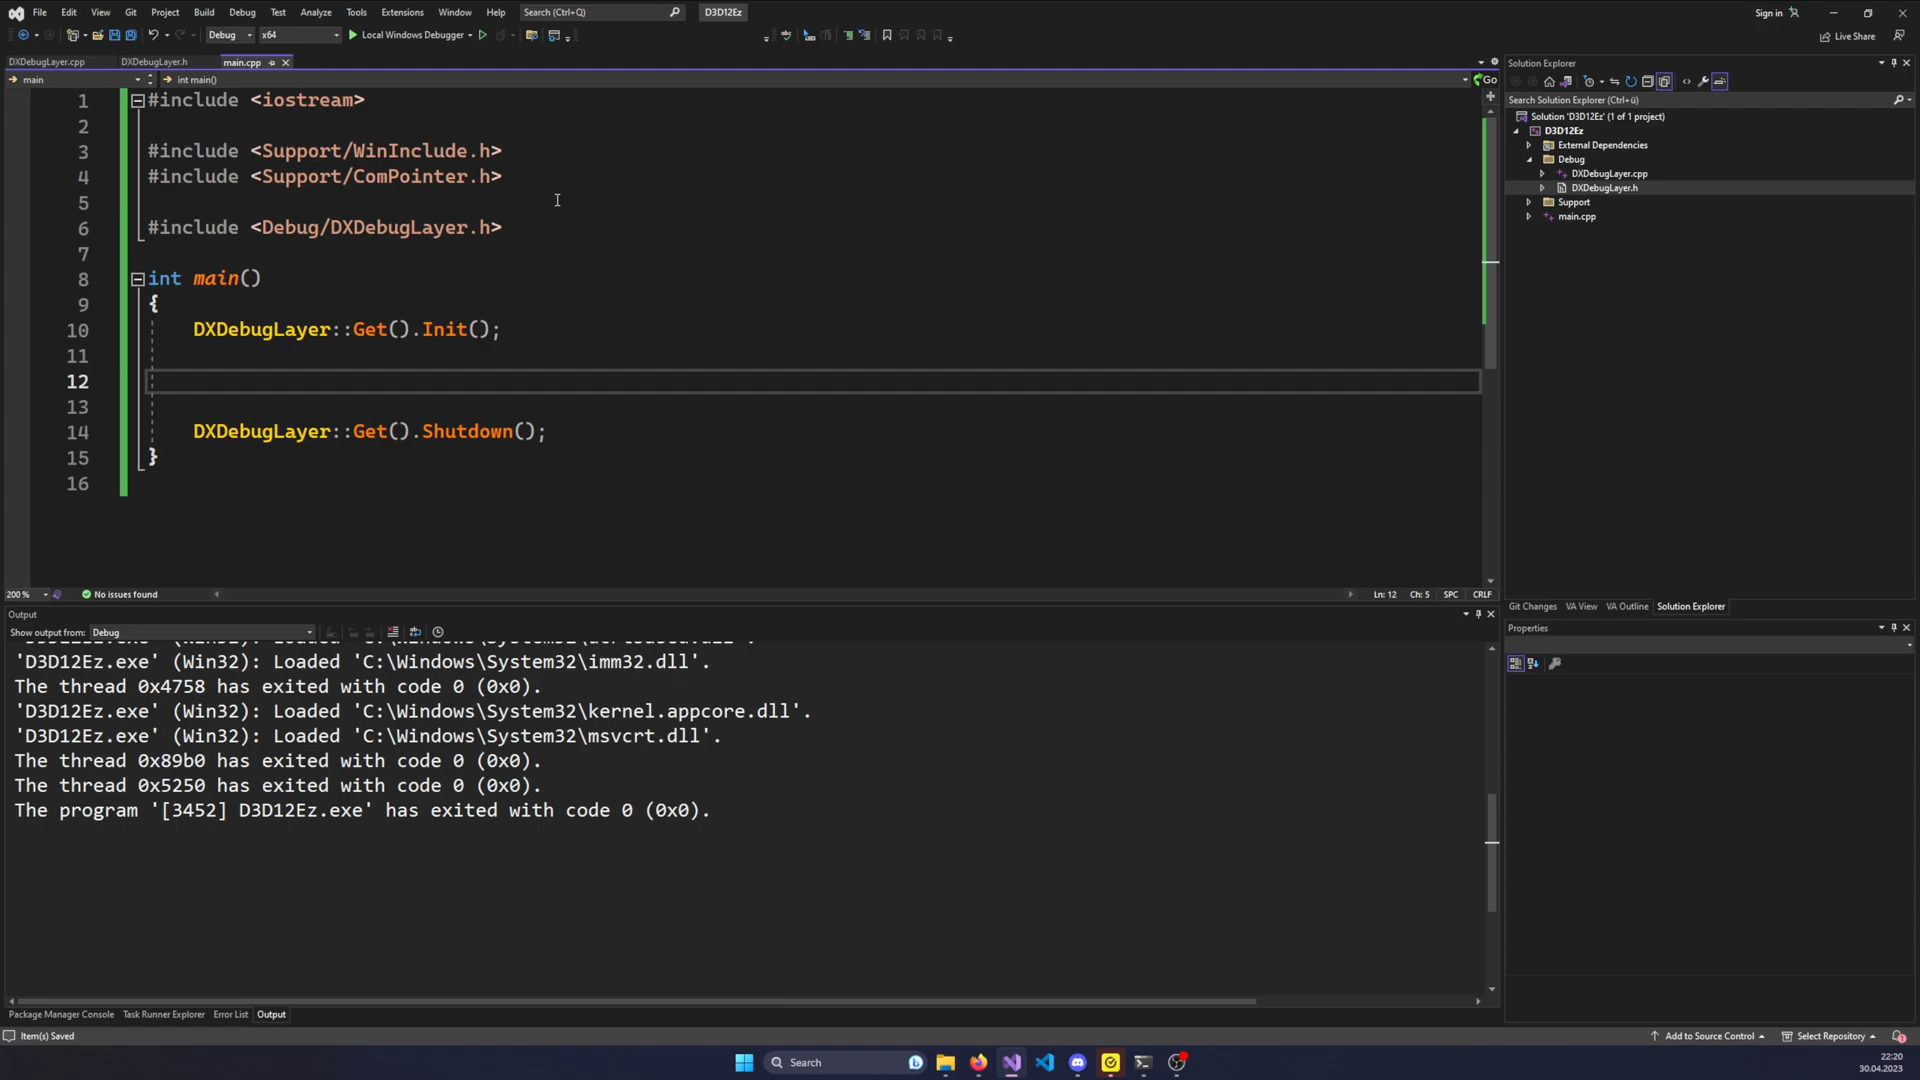 File Edit View Git Project Build Debug Test Analyze Tools Extensions Window Help Search (Ctrl+Q) D3D12Ez Sign in
Debug x64 Local Windows Debugger Live Share
DXDebugLayer.cpp DXDebugLayer.h main.cpp
main int main() Go
1 #include <iostream>
2
3 #include <Support/WinInclude.h>
4 #include <Support/ComPointer.h>
5
6 #include <Debug/DXDebugLayer.h>
7
8 int main()
9 {
10 DXDebugLayer::Get().Init();
11
12
13
14 DXDebugLayer::Get().Shutdown();
15 }
16
200 % No issues found Ln: 12 Ch: 5 SPC CRLF
Output
Show output from: Debug
'D3D12Ez.exe' (Win32): Loaded 'C:\Windows\System32\imm32.dll'.
The thread 0x4758 has exited with code 0 (0x0).
'D3D12Ez.exe' (Win32): Loaded 'C:\Windows\System32\kernel.appcore.dll'.
'D3D12Ez.exe' (Win32): Loaded 'C:\Windows\System32\msvcrt.dll'.
The thread 0x89b0 has exited with code 0 (0x0).
The thread 0x5250 has exited with code 0 (0x0).
The program '[3452] D3D12Ez.exe' has exited with code 0 (0x0).
Package Manager Console Task Runner Explorer Error List Output
Solution Explorer
Search Solution Explorer (Ctrl+ü)
Solution 'D3D12Ez' (1 of 1 project)
D3D12Ez
External Dependencies
Debug
DXDebugLayer.cpp
DXDebugLayer.h
Support
main.cpp
Git Changes VA View VA Outline Solution Explorer
Properties
Item(s) Saved Add to Source Control Select Repository
Search
22:20
30.04.2023